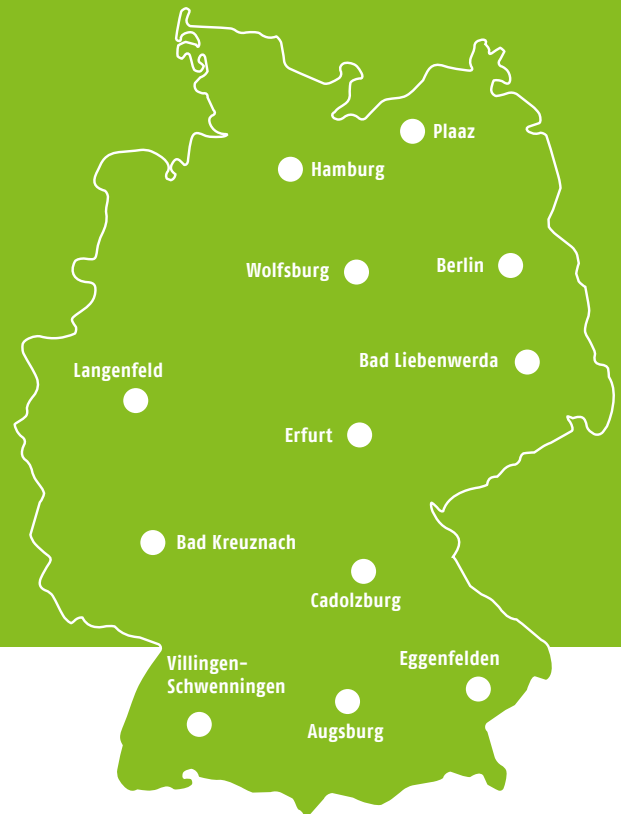 Plaaz
Hamburg
Wolfsburg
Berlin
Bad Liebenwerda
Langenfeld
Erfurt
Bad Kreuznach
Cadolzburg
Villingen-
Schwenningen
Eggenfelden
Augsburg